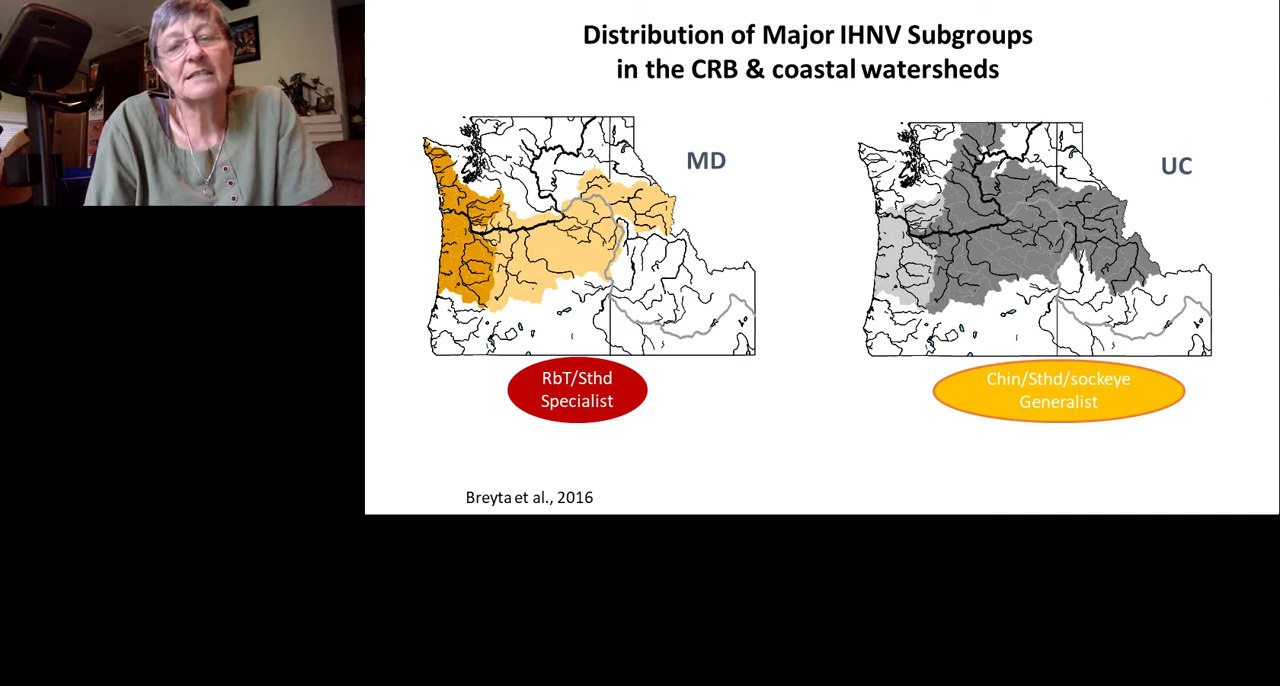 Distribution of Major IHNV Subgroups
in the CRB & coastal watersheds
MD
UC
RbT/Sthd
Specialist
Chin/Sthd/sockeye
Generalist
Breyta et al., 2016